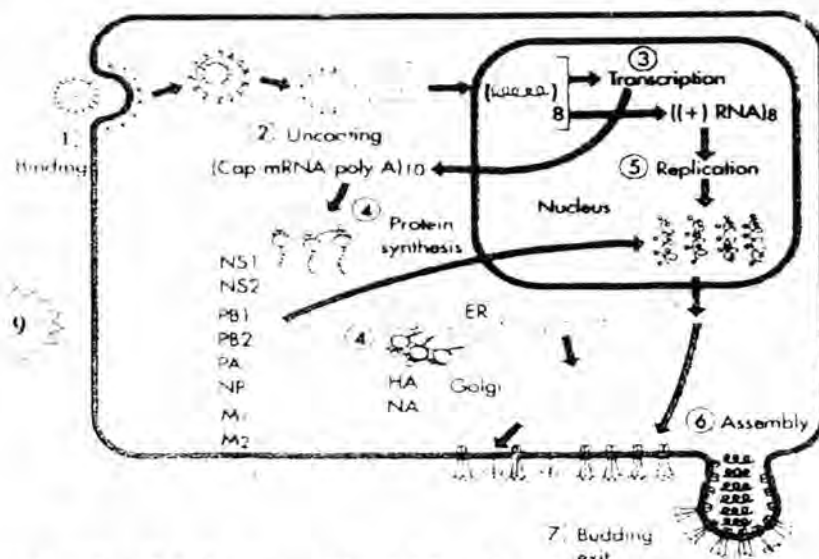 1.
Binding
2. Uncoating
(Cap mRNA poly A)10
(
)
8
3
Transcription
((+) RNA)8
5 Replication
Nucleus
4
Protein
synthesis
NS1
NS2
PB1
PB2
PA
NP
M1
M2
9
ER
4
HA
NA
Golgi
6 Assembly
7. Budding
exit